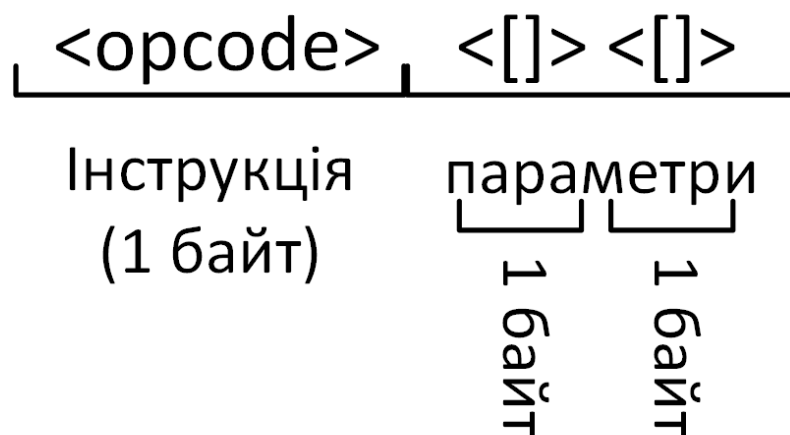 <opcode> <[]> <[]>
Інструкція параметри
(1 байт)
1 байт 1 байт